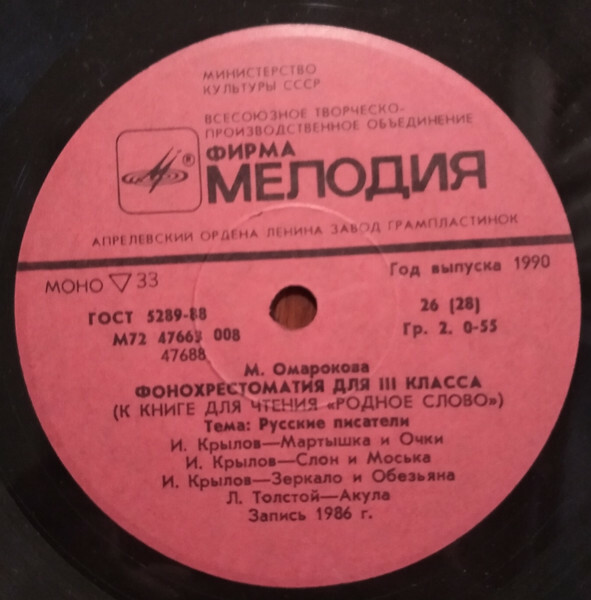 МИНИСТЕРСТВО
КУЛЬТУРЫ СССР
ВСЕСОЮЗНОЕ ТВОРЧЕСКО-
ПРОИЗВОДСТВЕННОЕ ОБЪЕДИНЕНИЕ
®
ФИРМА
МЕЛОДИЯ
АПРЕЛЕВСКИЙ ОРДЕНА ЛЕНИНА ЗАВОД ГРАМПЛАСТИНОК
МОНО ▽ 33
Год выпуска 1990
ГОСТ 5289-88
26 (28)
М72 47663 008
Гр. 2. 0-55
47688
М. Омарокова
ФОНОХРЕСТОМАТИЯ ДЛЯ III КЛАССА
(К КНИГЕ ДЛЯ ЧТЕНИЯ «РОДНОЕ СЛОВО»)
Тема: Русские писатели
И. Крылов—Мартышка и Очки
И. Крылов—Слон и Моська
И. Крылов—Зеркало и Обезьяна
Л. Толстой—Акула
Запись 1986 г.